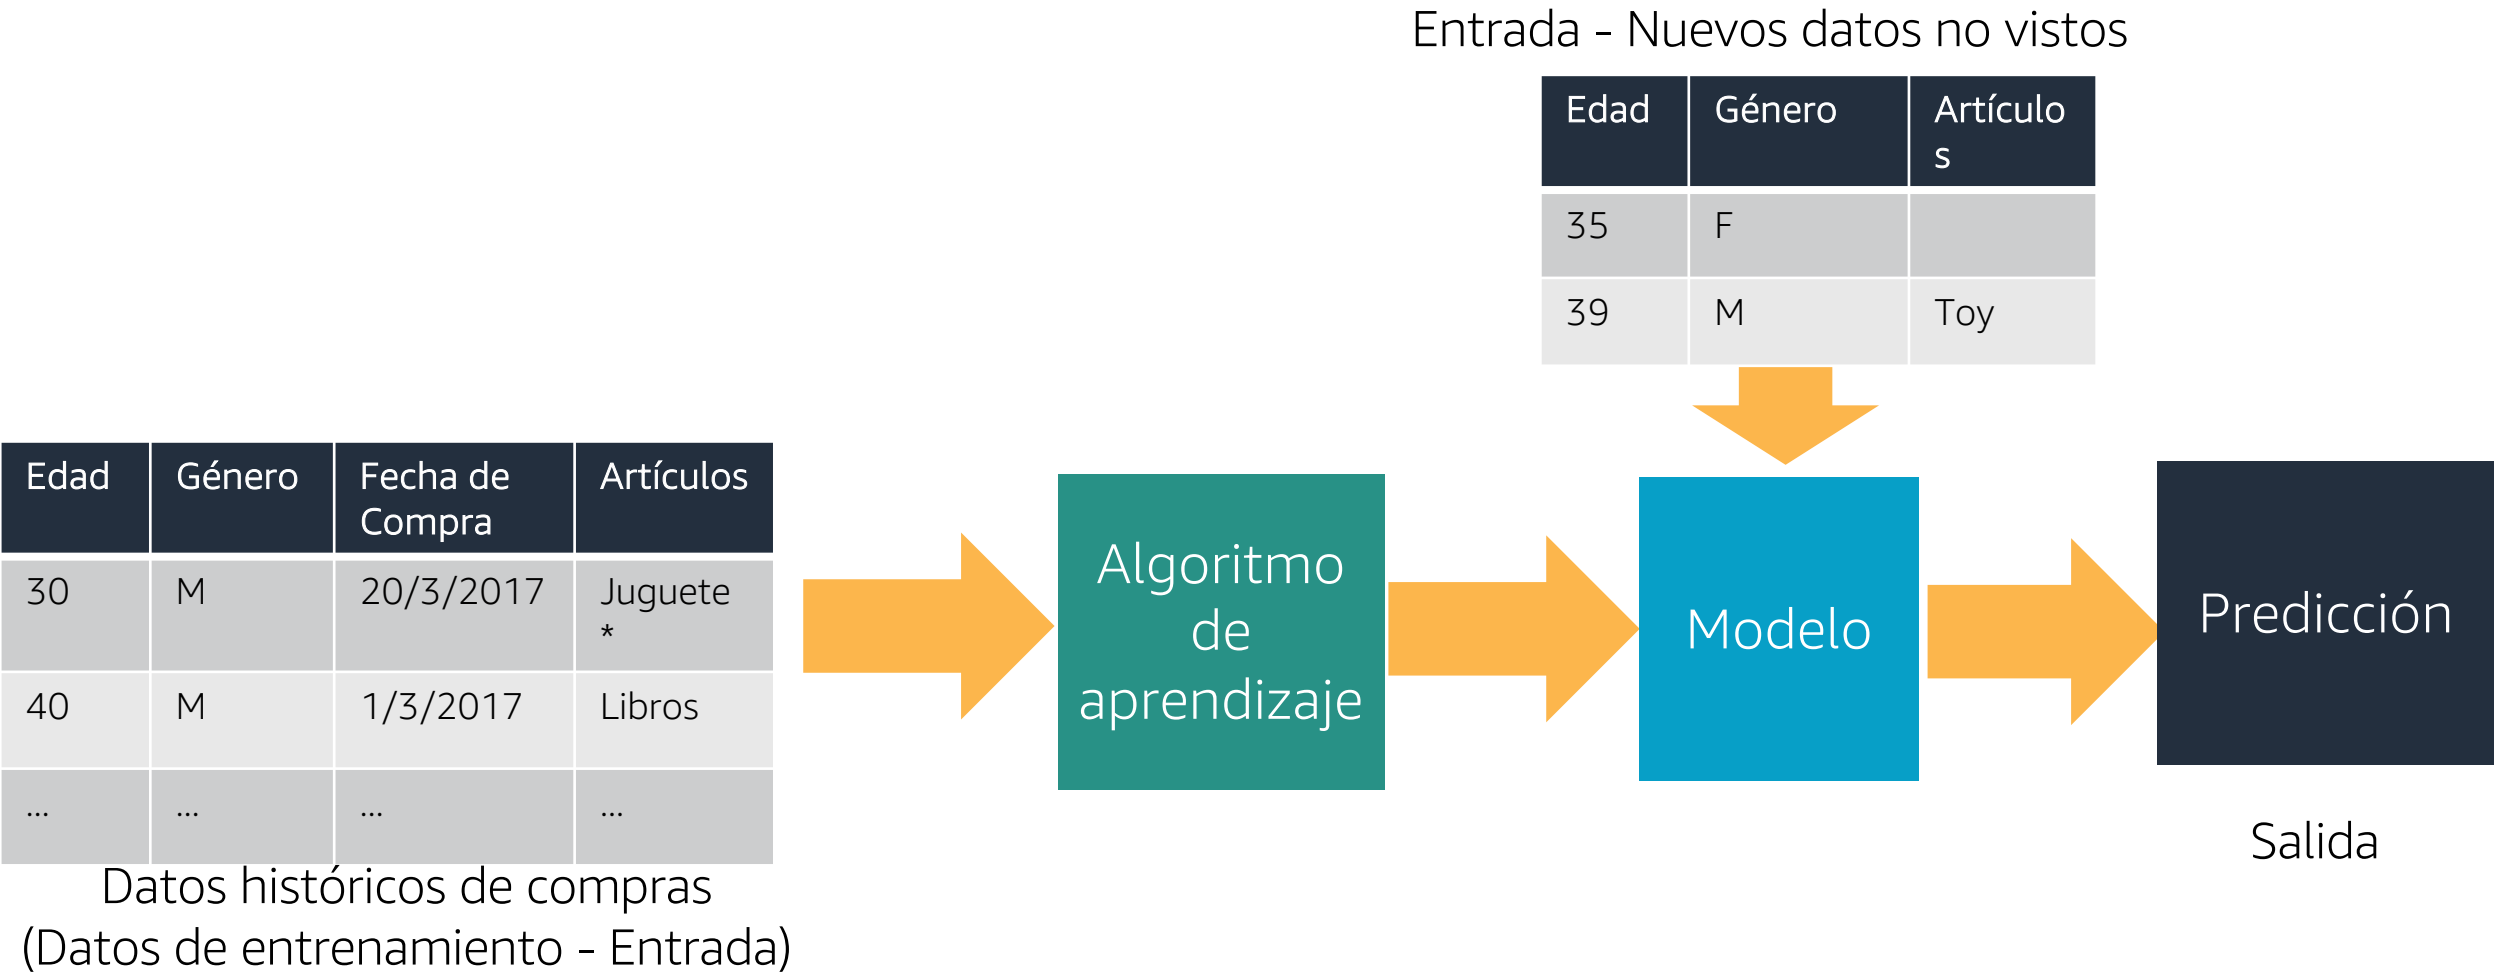 Entrada - Nuevos datos no vistos
Edad Género Artículo
s
35 F
39 M Toy
Edad Género Fecha de Artículos
Compra
30 M 20/3/2017 Juguete
*
40 M 1/3/2017 Libros
... ... ... ...
Datos históricos de compras
(Datos de entrenamiento - Entrada)
Algoritmo
de
aprendizaje
Modelo
Predicción
Salida